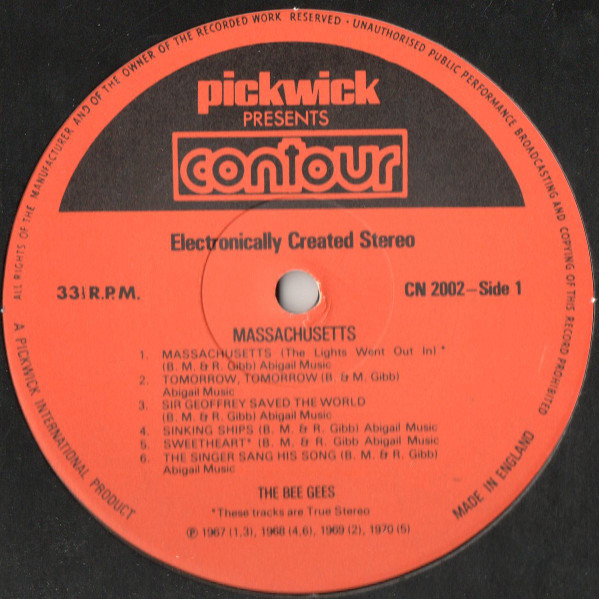 ALL RIGHTS OF THE MANUFACTURER AND OF THE OWNER OF THE RECORDED WORK RESERVED - UNAUTHORISED PUBLIC PERFORMANCE BROADCASTING AND COPYING OF THIS RECORD PROHIBITED
pickwick
PRESENTS
contour
Electronically Created Stereo
33⅓ R.P.M. CN 2002-Side 1
MASSACHUSETTS
1. MASSACHUSETTS (The Lights Went Out In) *
(B. M. & R. Gibb) Abigail Music
2. TOMORROW, TOMORROW (B. & M. Gibb)
Abigail Music
3. SIR GEOFFREY SAVED THE WORLD
(B. M. & R. Gibb) Abigail Music
4. SINKING SHIPS (B. M. & R. Gibb) Abigail Music
5. SWEETHEART* (B. M. & R. Gibb) Abigail Music
6. THE SINGER SANG HIS SONG (B. M. & R. Gibb)
Abigail Music
THE BEE GEES
*These tracks are True Stereo
℗ 1967 (1,3), 1968 (4,6), 1969 (2), 1970 (5)
A PICKWICK INTERNATIONAL PRODUCT
MADE IN ENGLAND